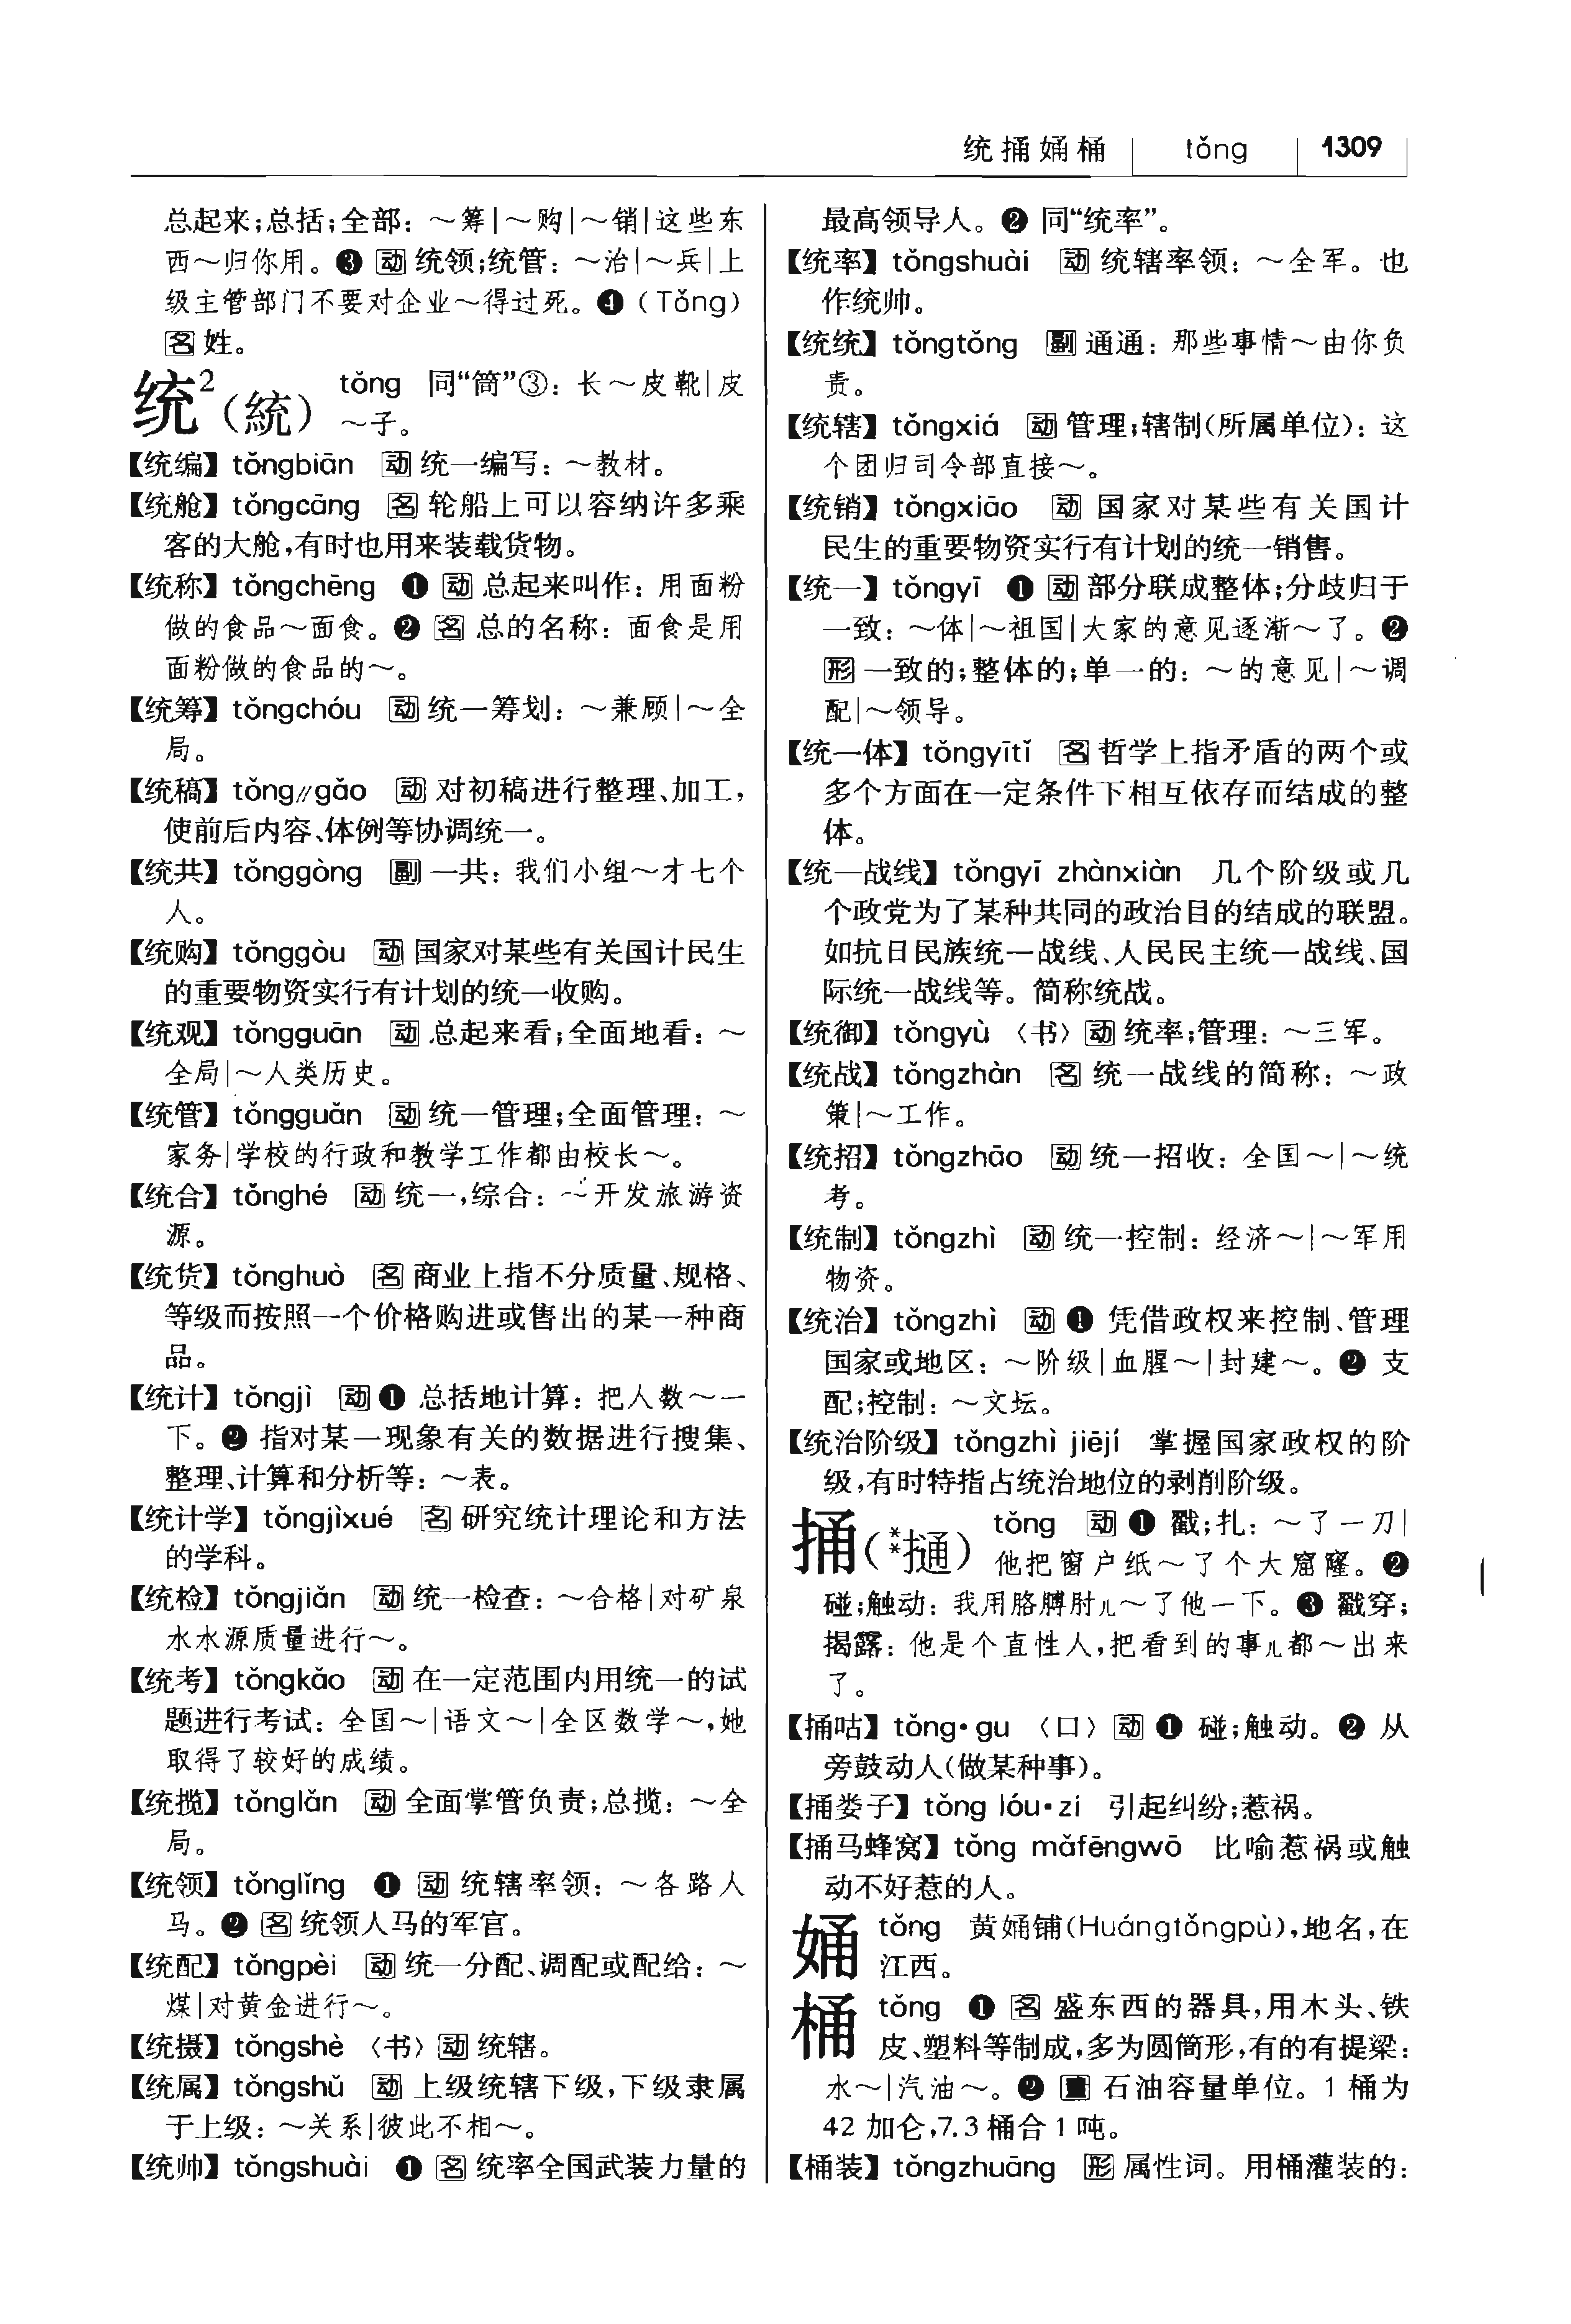 统捅㛚桶 tǒng 1309
总起来;总括;全部:～筹|～购|～销|这些东
西～归你用。❸ 动 统领;统管:～治|～兵|上
级主管部门不要对企业～得过死。❹(Tǒng)
名 姓。
统²(統) tǒng 同“筒”③:长～皮靴|皮
～子。
【统编】tǒngbiān 动 统一编写:～教材。
【统舱】tǒngcāng 名 轮船上可以容纳许多乘
客的大舱,有时也用来装载货物。
【统称】tǒngchēng ❶ 动 总起来叫作:用面粉
做的食品～面食。❷ 名 总的名称:面食是用
面粉做的食品的～。
【统筹】tǒngchóu 动 统一筹划:～兼顾|～全
局。
【统稿】tǒng∥gǎo 动 对初稿进行整理、加工,
使前后内容、体例等协调统一。
【统共】tǒnggòng 副 一共:我们小组～才七个
人。
【统购】tǒnggòu 动 国家对某些有关国计民生
的重要物资实行有计划的统一收购。
【统观】tǒngguān 动 总起来看;全面地看:～
全局|～人类历史。
【统管】tǒngguǎn 动 统一管理;全面管理:～
家务|学校的行政和教学工作都由校长～。
【统合】tǒnghé 动 统一,综合:～开发旅游资
源。
【统货】tǒnghuò 名 商业上指不分质量、规格、
等级而按照一个价格购进或售出的某一种商
品。
【统计】tǒngjì 动 ❶ 总括地计算:把人数～一
下。❷ 指对某一现象有关的数据进行搜集、
整理、计算和分析等:～表。
【统计学】tǒngjìxué 名 研究统计理论和方法
的学科。
【统检】tǒngjiǎn 动 统一检查:～合格|对矿泉
水水源质量进行～。
【统考】tǒngkǎo 动 在一定范围内用统一的试
题进行考试:全国～|语文～|全区数学～,她
取得了较好的成绩。
【统揽】tǒnglǎn 动 全面掌管负责;总揽:～全
局。
【统领】tǒnglǐng ❶ 动 统辖率领:～各路人
马。❷ 名 统领人马的军官。
【统配】tǒngpèi 动 统一分配、调配或配给:～
煤|对黄金进行～。
【统摄】tǒngshè 〈书〉动 统辖。
【统属】tǒngshǔ 动 上级统辖下级,下级隶属
于上级:～关系|彼此不相～。
【统帅】tǒngshuài ❶ 名 统率全国武装力量的
最高领导人。❷ 同“统率”。
【统率】tǒngshuài 动 统辖率领:～全军。也
作统帅。
【统统】tǒngtǒng 副 通通:那些事情～由你负
责。
【统辖】tǒngxiá 动 管理;辖制(所属单位):这
个团归司令部直接～。
【统销】tǒngxiāo 动 国家对某些有关国计
民生的重要物资实行有计划的统一销售。
【统一】tǒngyī ❶ 动 部分联成整体;分歧归于
一致:～体|～祖国|大家的意见逐渐～了。❷
形 一致的;整体的;单一的:～的意见|～调
配|～领导。
【统一体】tǒngyītǐ 名 哲学上指矛盾的两个或
多个方面在一定条件下相互依存而结成的整
体。
【统一战线】tǒngyī zhànxiàn 几个阶级或几
个政党为了某种共同的政治目的结成的联盟。
如抗日民族统一战线、人民民主统一战线、国
际统一战线等。简称统战。
【统御】tǒngyù 〈书〉动 统率;管理:～三军。
【统战】tǒngzhàn 名 统一战线的简称:～政
策|～工作。
【统招】tǒngzhāo 动 统一招收:全国～|～统
考。
【统制】tǒngzhì 动 统一控制:经济～|～军用
物资。
【统治】tǒngzhì 动 ❶ 凭借政权来控制、管理
国家或地区:～阶级|血腥～|封建～。❷ 支
配;控制:～文坛。
【统治阶级】tǒngzhì jiējí 掌握国家政权的阶
级,有时特指占统治地位的剥削阶级。
捅(**㨂) tǒng 动 ❶ 戳;扎:～了一刀|
他把窗户纸～了个大窟窿。❷
碰;触动:我用胳膊肘儿～了他一下。❸ 戳穿;
揭露:他是个直性人,把看到的事儿都～出来
了。
【捅咕】tǒng·gu 〈口〉动 ❶ 碰;触动。❷ 从
旁鼓动人(做某种事)。
【捅娄子】tǒng lóu·zi 引起纠纷;惹祸。
【捅马蜂窝】tǒng mǎfēngwō 比喻惹祸或触
动不好惹的人。
㛚 tǒng 黄㛚铺(Huángtǒngpù),地名,在
江西。
桶 tǒng ❶ 名 盛东西的器具,用木头、铁
皮、塑料等制成,多为圆筒形,有的有提梁:
水～|汽油～。❷ 量 石油容量单位。1 桶为
42 加仑,7.3 桶合 1 吨。
【桶装】tǒngzhuāng 形 属性词。用桶灌装的: